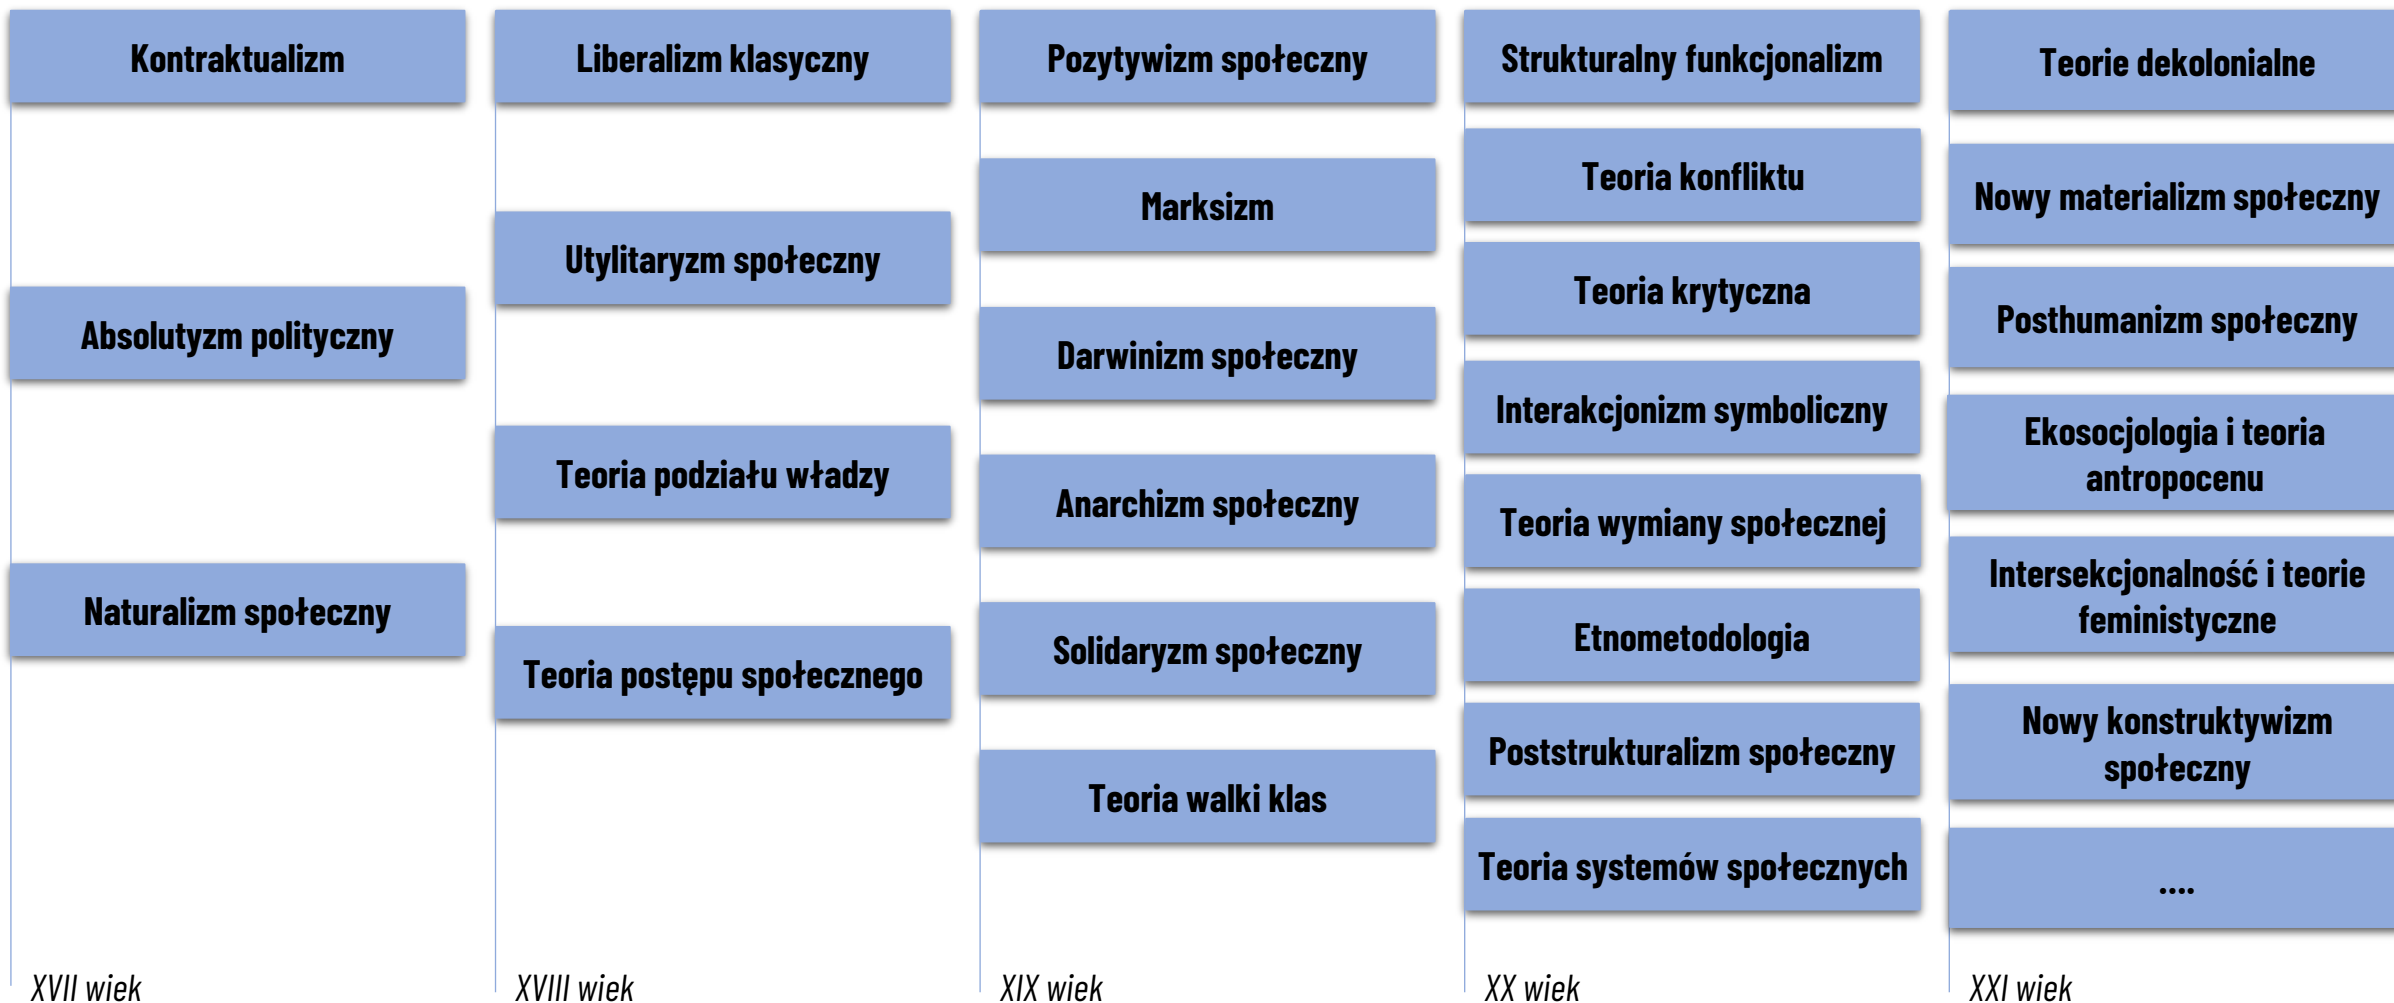 Kontraktualizm
Absolutyzm polityczny
Naturalizm społeczny
XVII wiek
Liberalizm klasyczny
Utylitaryzm społeczny
Teoria podziału władzy
Teoria postępu społecznego
XVIII wiek
Pozytywizm społeczny
Marksizm
Darwinizm społeczny
Anarchizm społeczny
Solidaryzm społeczny
Teoria walki klas
XIX wiek
Strukturalny funkcjonalizm
Teoria konfliktu
Teoria krytyczna
Interakcjonizm symboliczny
Teoria wymiany społecznej
Etnometodologia
Poststrukturalizm społeczny
Teoria systemów społecznych
XX wiek
Teorie dekolonialne
Nowy materializm społeczny
Posthumanizm społeczny
Ekosocjologia i teoria
antropocenu
Intersekcjonalność i teorie
feministyczne
Nowy konstruktywizm
społeczny
....
XXI wiek